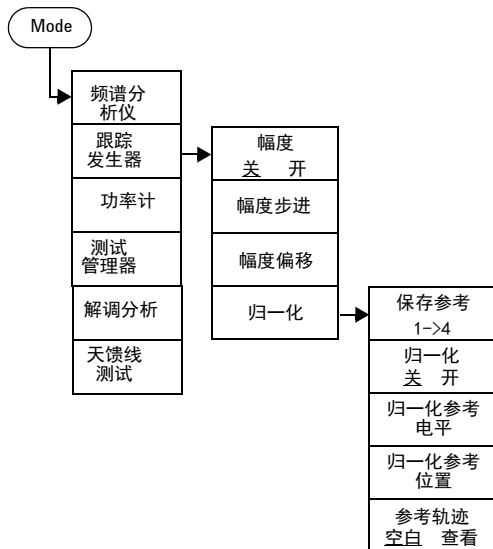 Mode
频谱分
析仪
跟踪
发生器
功率计
测试
管理器
解调分析
天馈线
测试
幅度
关 开
幅度步进
幅度偏移
归一化
保存参考
1->4
归一化
关 开
归一化参考
电平
归一化参考
位置
参考轨迹
空白 查看